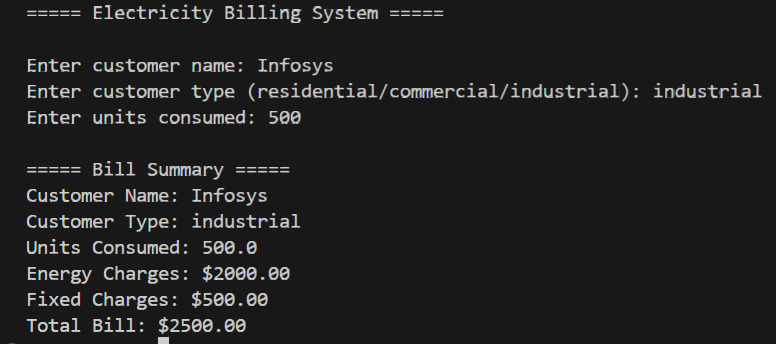 ===== Electricity Billing System =====
Enter customer name: Infosys
Enter customer type (residential/commercial/industrial): industrial
Enter units consumed: 500
===== Bill Summary =====
Customer Name: Infosys
Customer Type: industrial
Units Consumed: 500.0
Energy Charges: $2000.00
Fixed Charges: $500.00
Total Bill: $2500.00